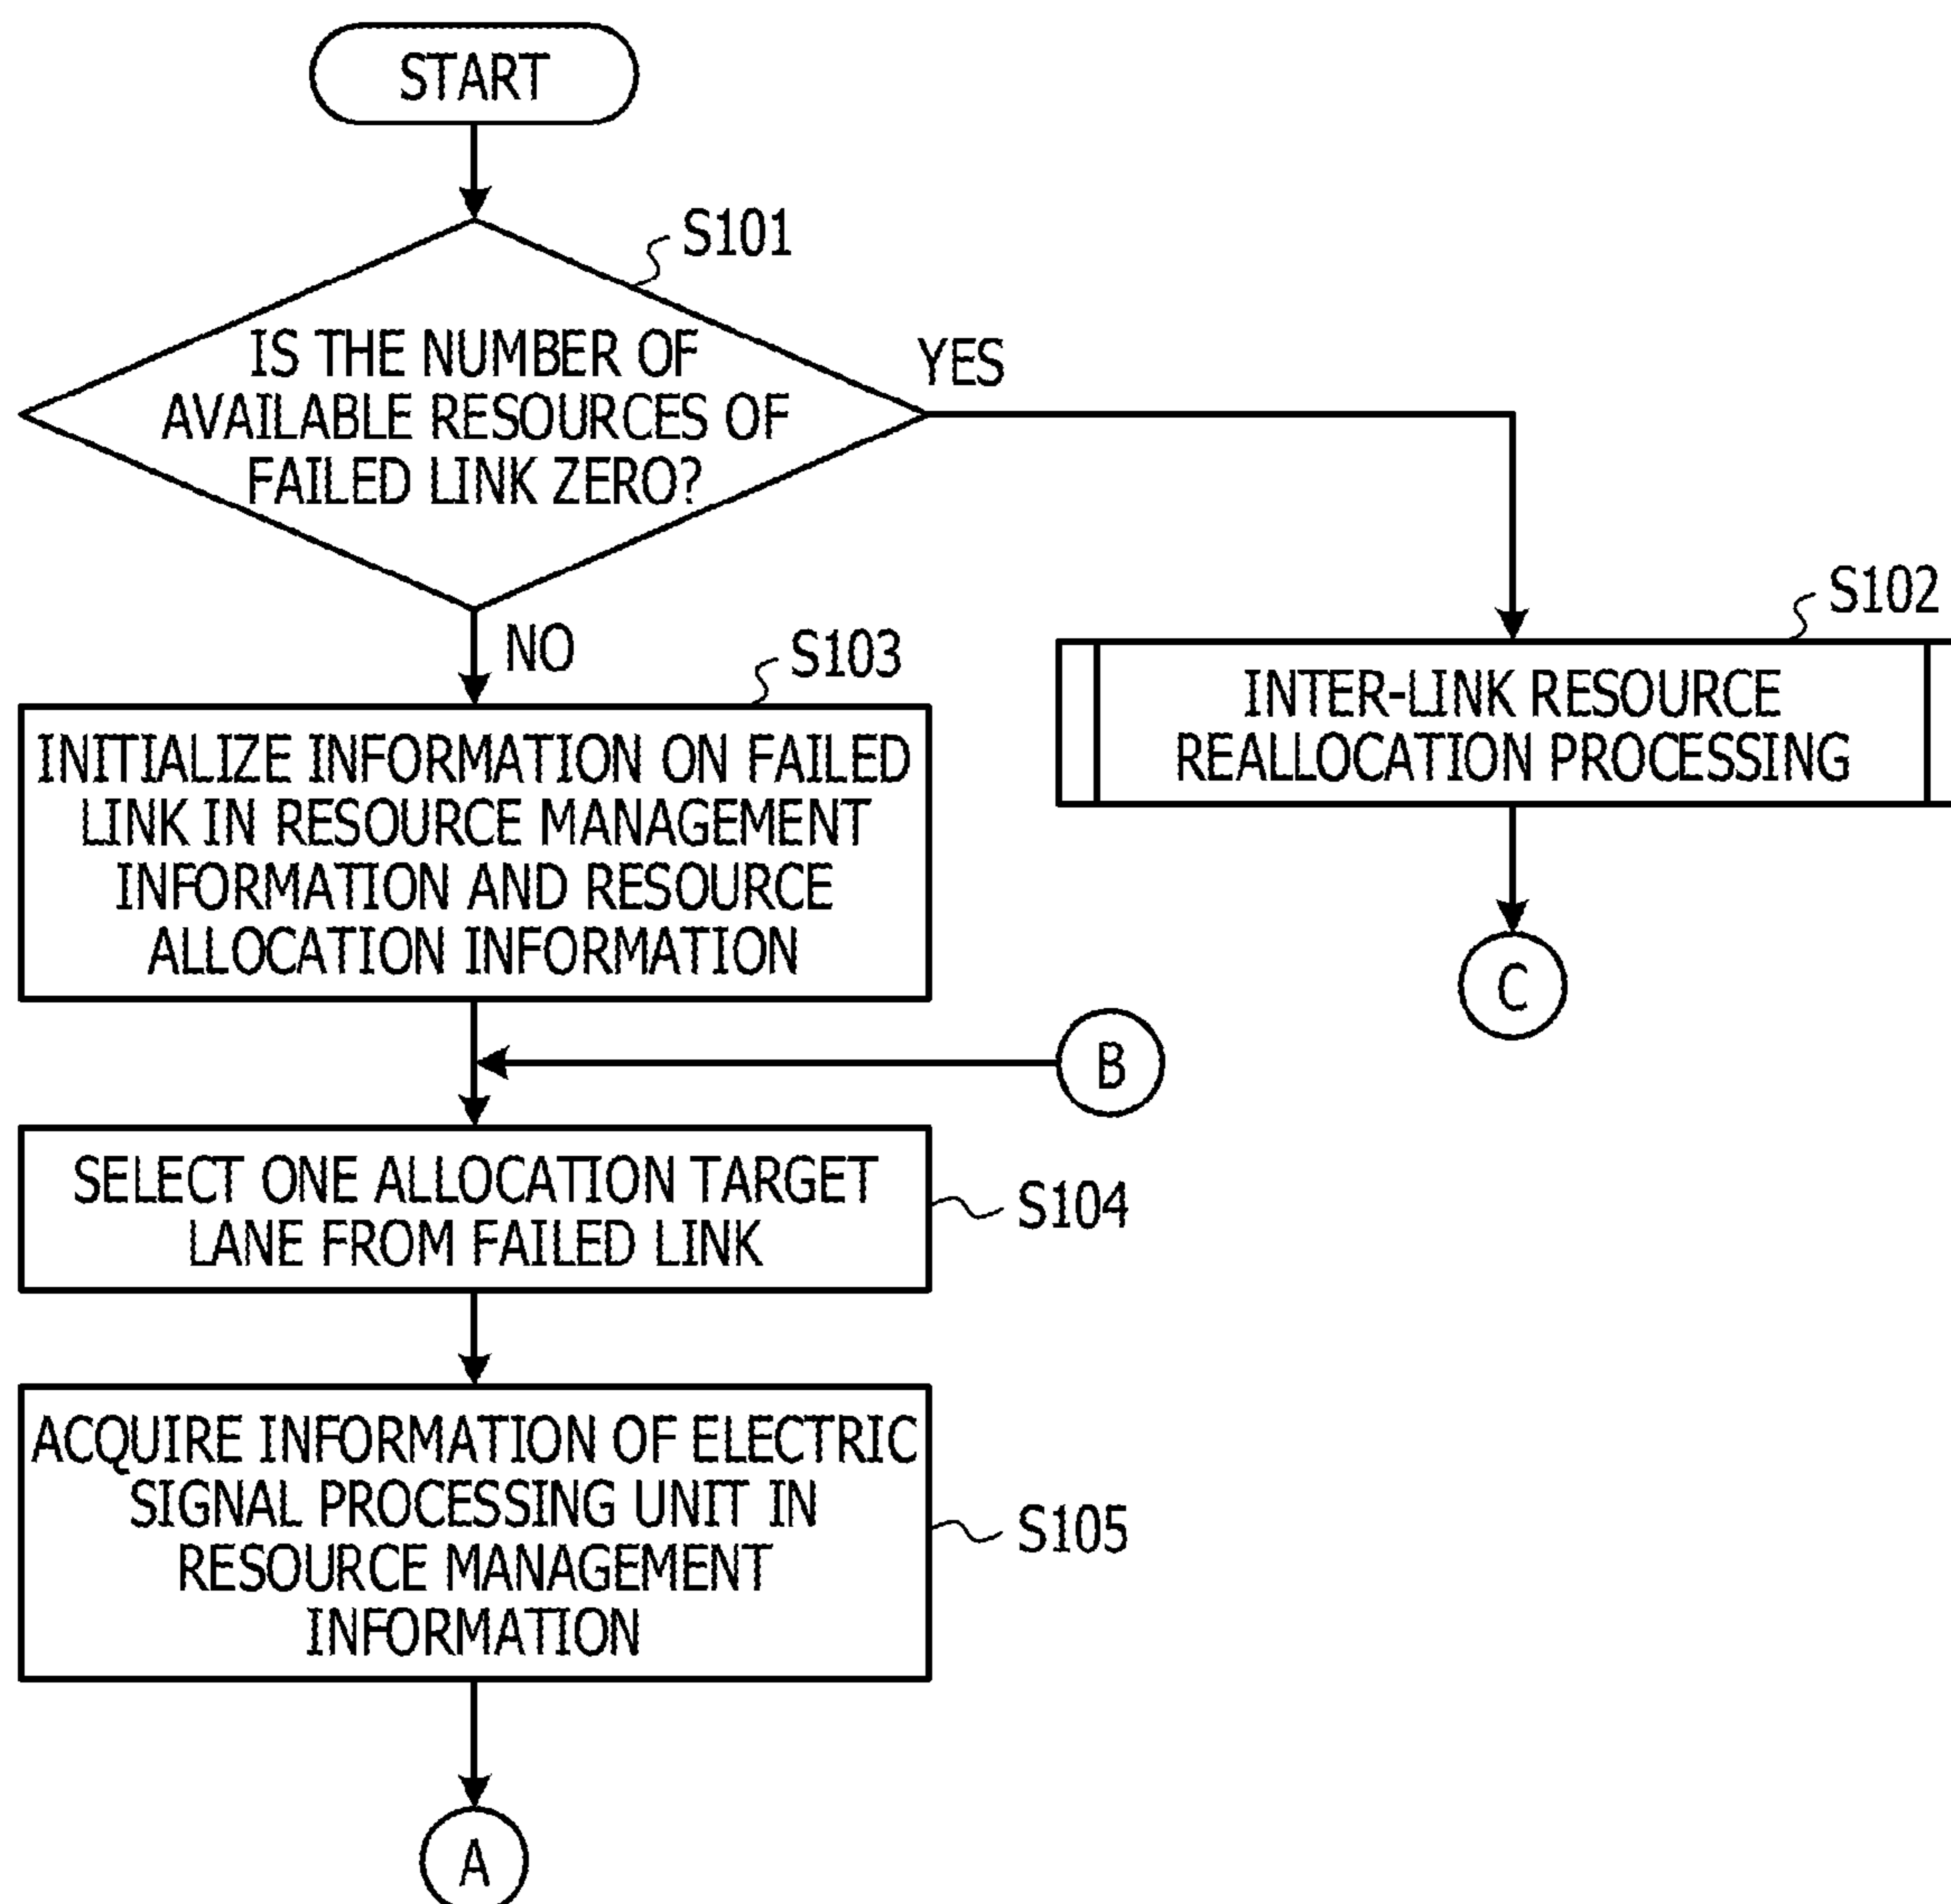 START
S101
IS THE NUMBER OF
AVAILABLE RESOURCES OF
FAILED LINK ZERO?
YES
NO
S102
INTER-LINK RESOURCE
REALLOCATION PROCESSING
C
S103
INITIALIZE INFORMATION ON FAILED
LINK IN RESOURCE MANAGEMENT
INFORMATION AND RESOURCE
ALLOCATION INFORMATION
B
SELECT ONE ALLOCATION TARGET
LANE FROM FAILED LINK
S104
ACQUIRE INFORMATION OF ELECTRIC
SIGNAL PROCESSING UNIT IN
RESOURCE MANAGEMENT
INFORMATION
S105
A